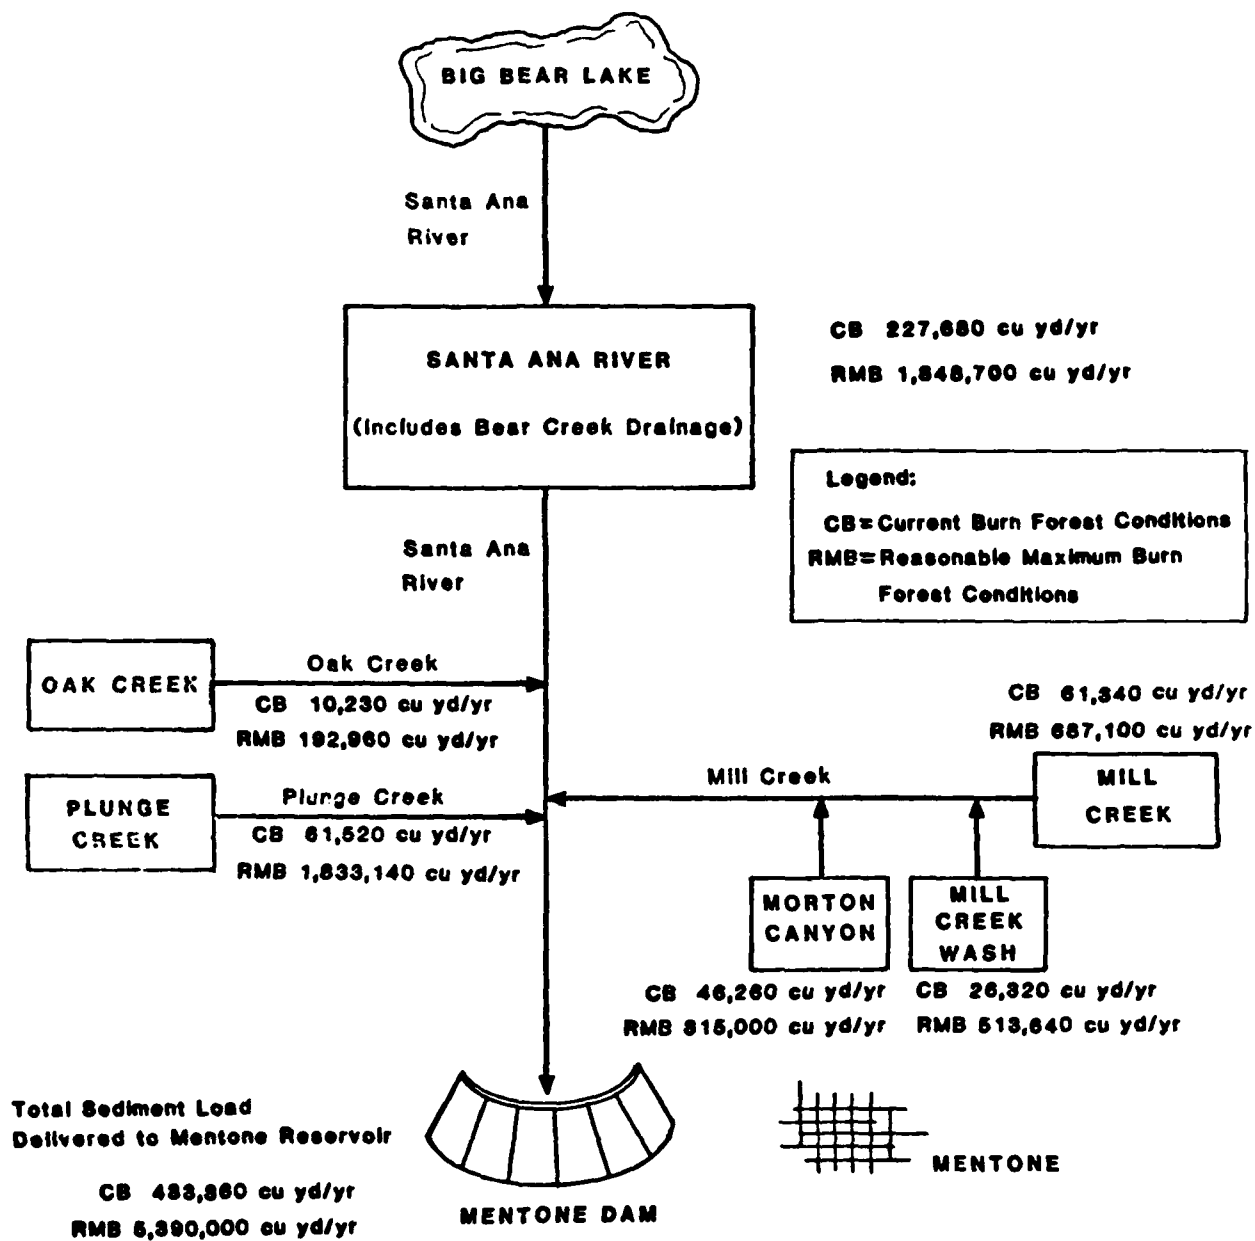 BIG BEAR LAKE
Santa Ana
River
SANTA ANA RIVER
(includes Bear Creek Drainage)
CB 227,680 cu yd/yr
RMB 1,848,700 cu yd/yr
Legend:
CB=Current Burn Forest Conditions
RMB=Reasonable Maximum Burn
Forest Conditions
Santa Ana
River
OAK CREEK
Oak Creek
CB 10,230 cu yd/yr
RMB 192,960 cu yd/yr
CB 61,340 cu yd/yr
RMB 687,100 cu yd/yr
MILL
CREEK
Mill Creek
PLUNGE
CREEK
Plunge Creek
CB 61,520 cu yd/yr
RMB 1,833,140 cu yd/yr
MORTON
CANYON
MILL
CREEK
WASH
CB 46,260 cu yd/yr
RMB 315,000 cu yd/yr
CB 26,320 cu yd/yr
RMB 513,640 cu yd/yr
Total Sediment Load
Delivered to Mentone Reservoir
CB 433,360 cu yd/yr
RMB 5,390,000 cu yd/yr
MENTONE DAM
MENTONE